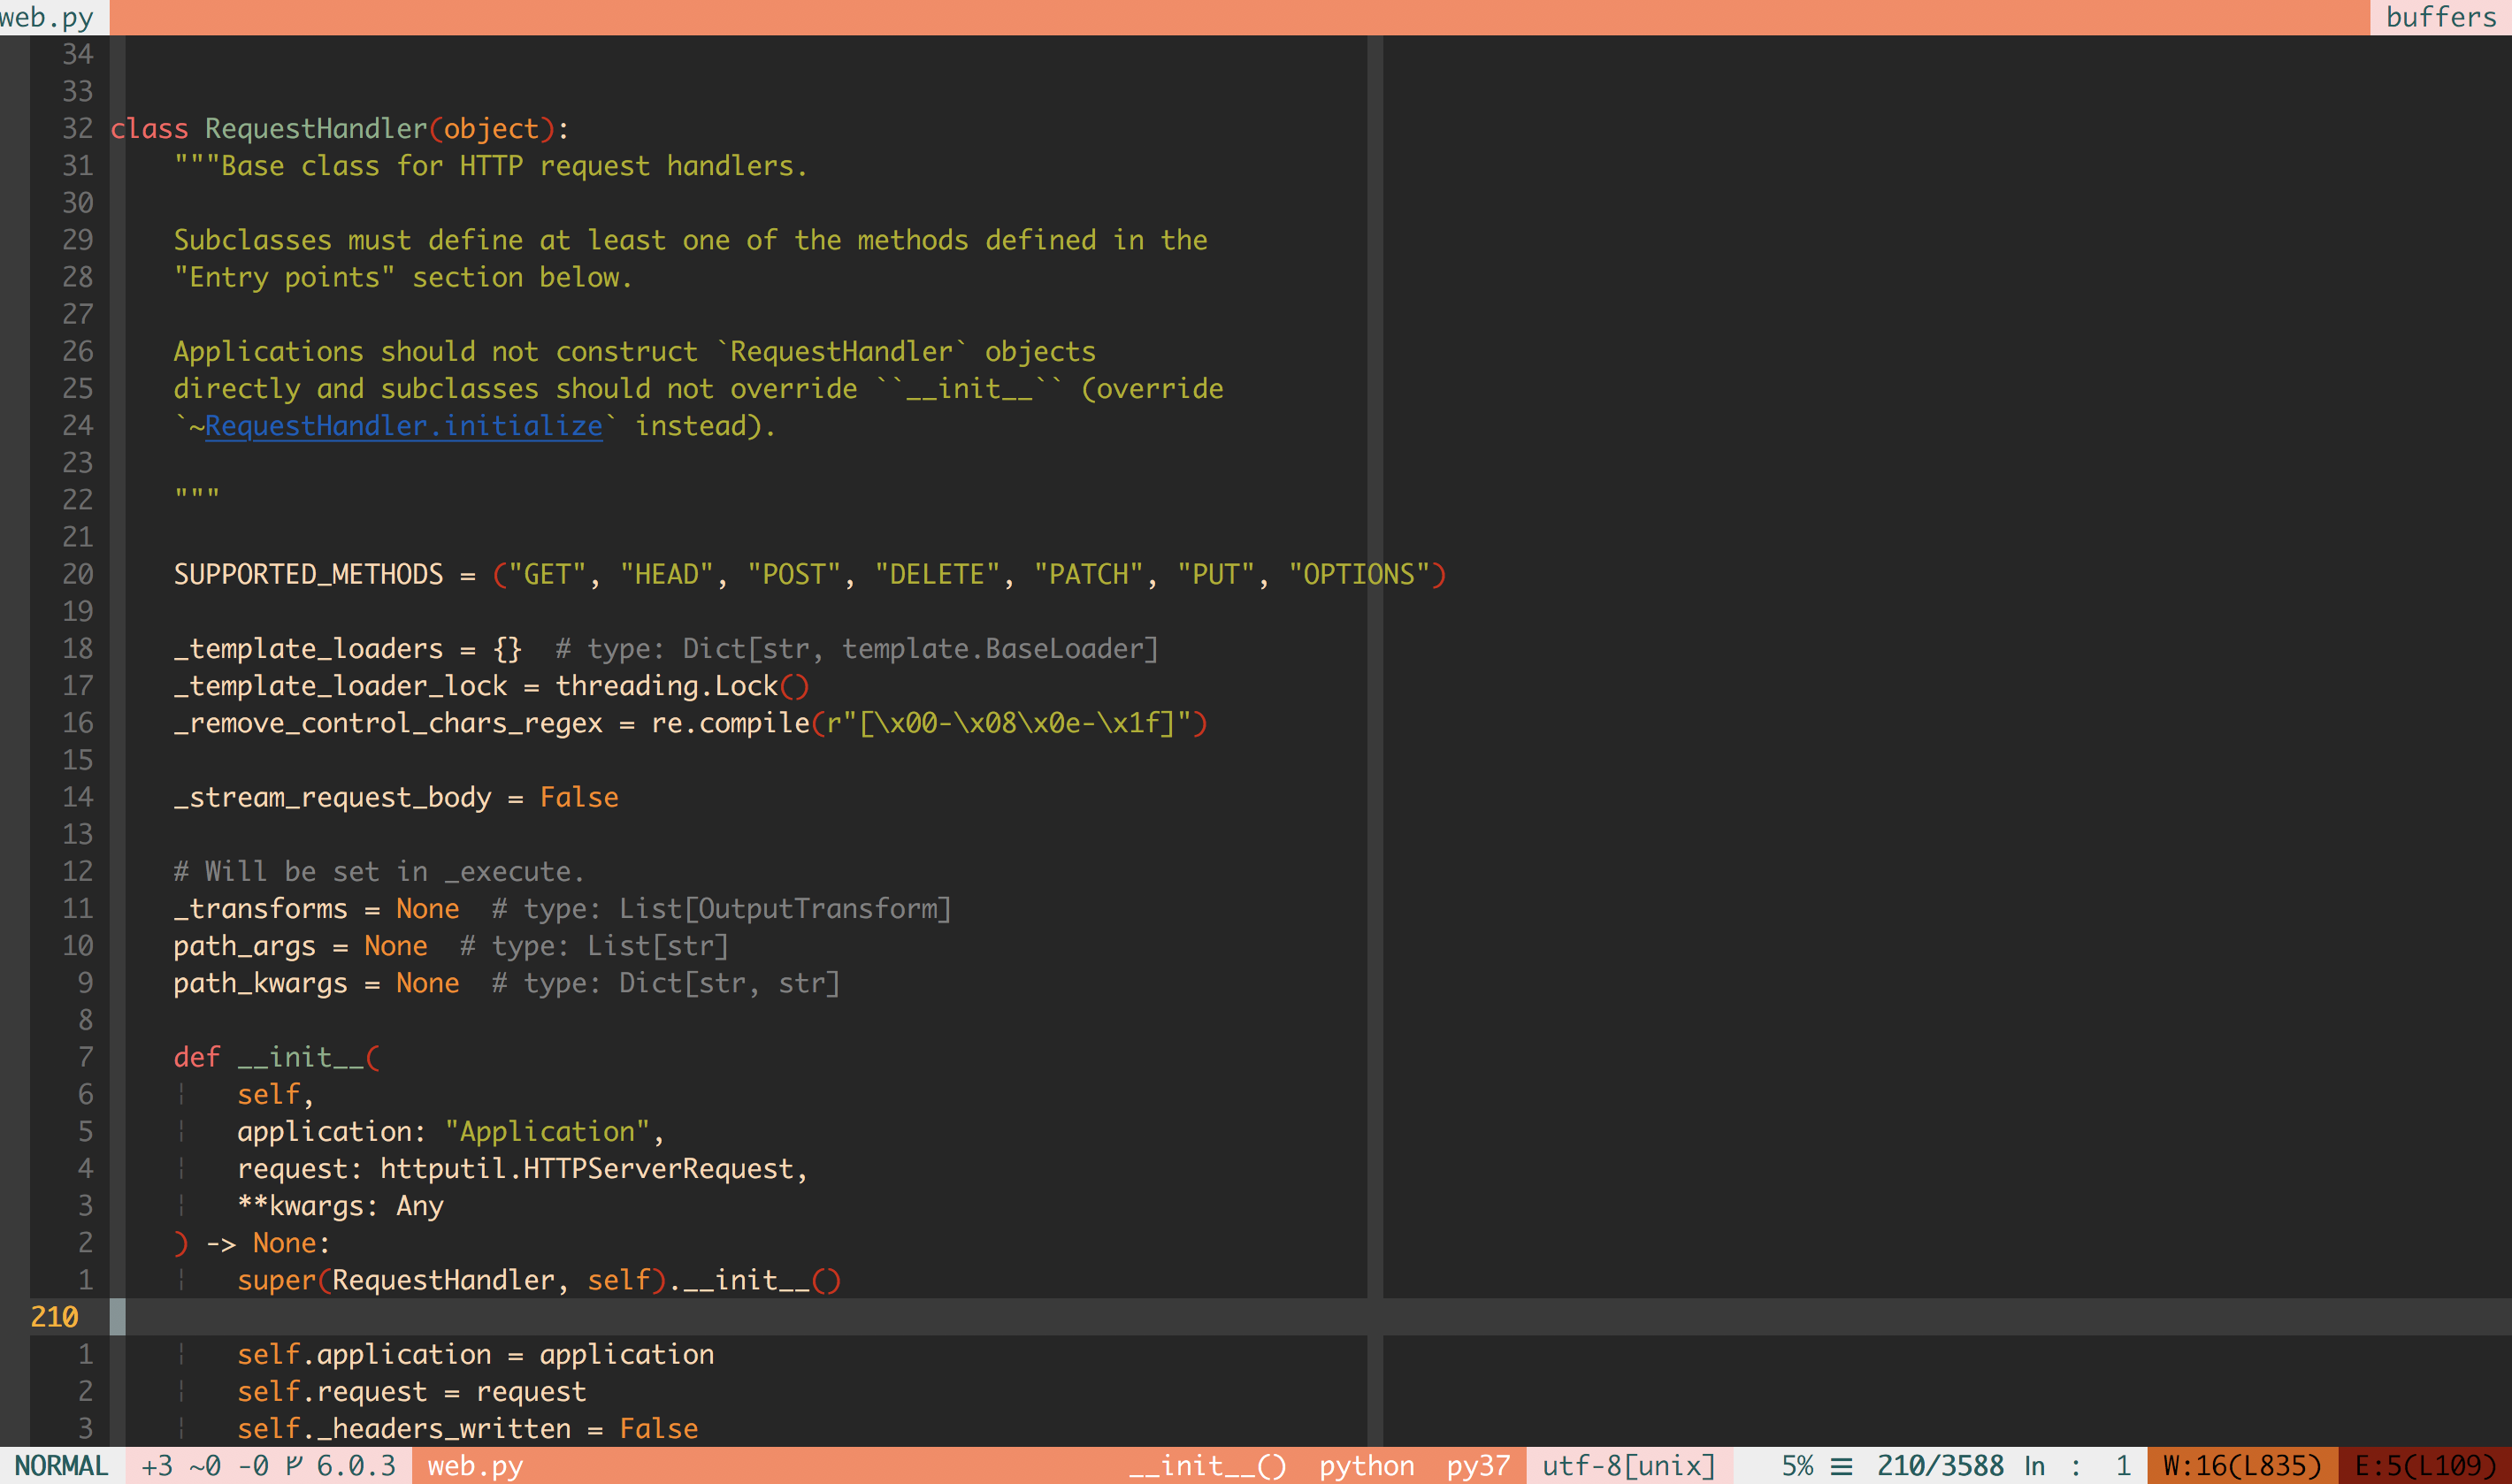 web.py buffers
34
33
32 class RequestHandler(object):
31     """Base class for HTTP request handlers.
30
29     Subclasses must define at least one of the methods defined in the
28     "Entry points" section below.
27
26     Applications should not construct `RequestHandler` objects
25     directly and subclasses should not override ``__init__`` (override
24     `~RequestHandler.initialize` instead).
23
22     """
21
20     SUPPORTED_METHODS = ("GET", "HEAD", "POST", "DELETE", "PATCH", "PUT", "OPTIONS")
19
18     _template_loaders = {}  # type: Dict[str, template.BaseLoader]
17     _template_loader_lock = threading.Lock()
16     _remove_control_chars_regex = re.compile(r"[\x00-\x08\x0e-\x1f]")
15
14     _stream_request_body = False
13
12     # Will be set in _execute.
11     _transforms = None  # type: List[OutputTransform]
10     path_args = None  # type: List[str]
9     path_kwargs = None  # type: Dict[str, str]
8
7     def __init__(
6     ¦   self,
5     ¦   application: "Application",
4     ¦   request: httputil.HTTPServerRequest,
3     ¦   **kwargs: Any
2     ) -> None:
1     ¦   super(RequestHandler, self).__init__()
210
1     ¦   self.application = application
2     ¦   self.request = request
3     ¦   self._headers_written = False
NORMAL +3 ~0 -0 6.0.3 web.py __init__() python py37 utf-8[unix] 5% ≡ 210/3588 ln : 1 W:16(L835) E:5(L109)